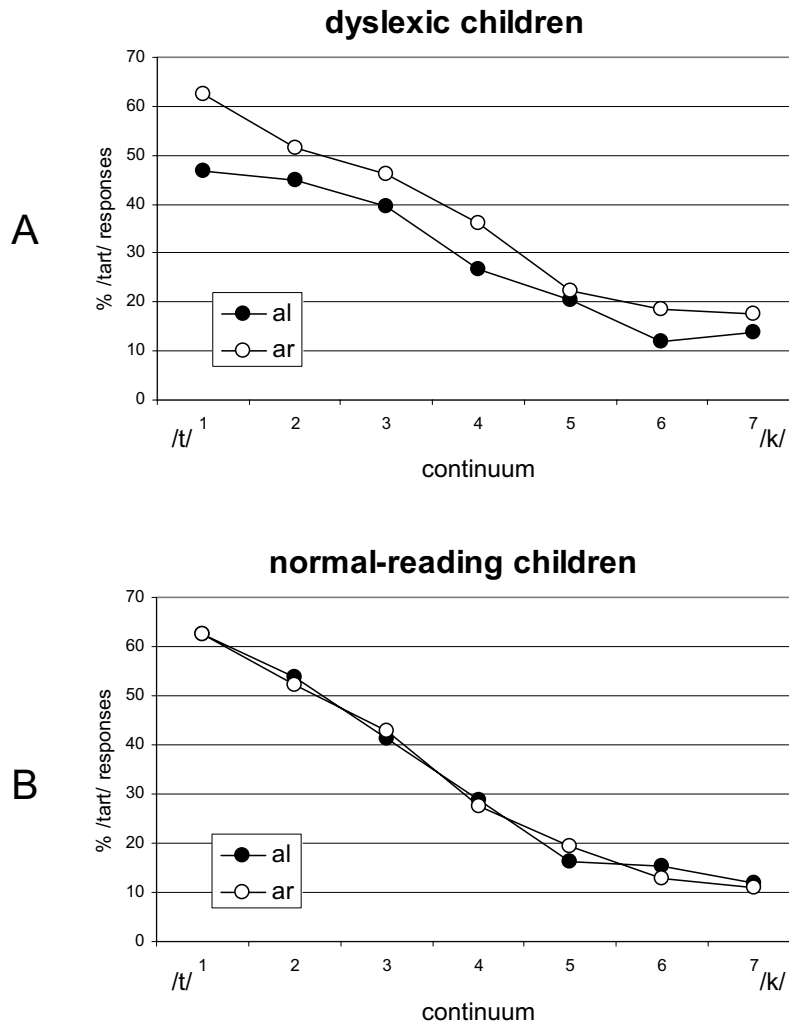 dyslexic children
A
% /tart/ responses
70
60
50
40
30
20
10
0
al
ar
/t/ 1 2 3 4 5 6 7 /k/
continuum
normal-reading children
B
% /tart/ responses
70
60
50
40
30
20
10
0
al
ar
/t/ 1 2 3 4 5 6 7 /k/
continuum